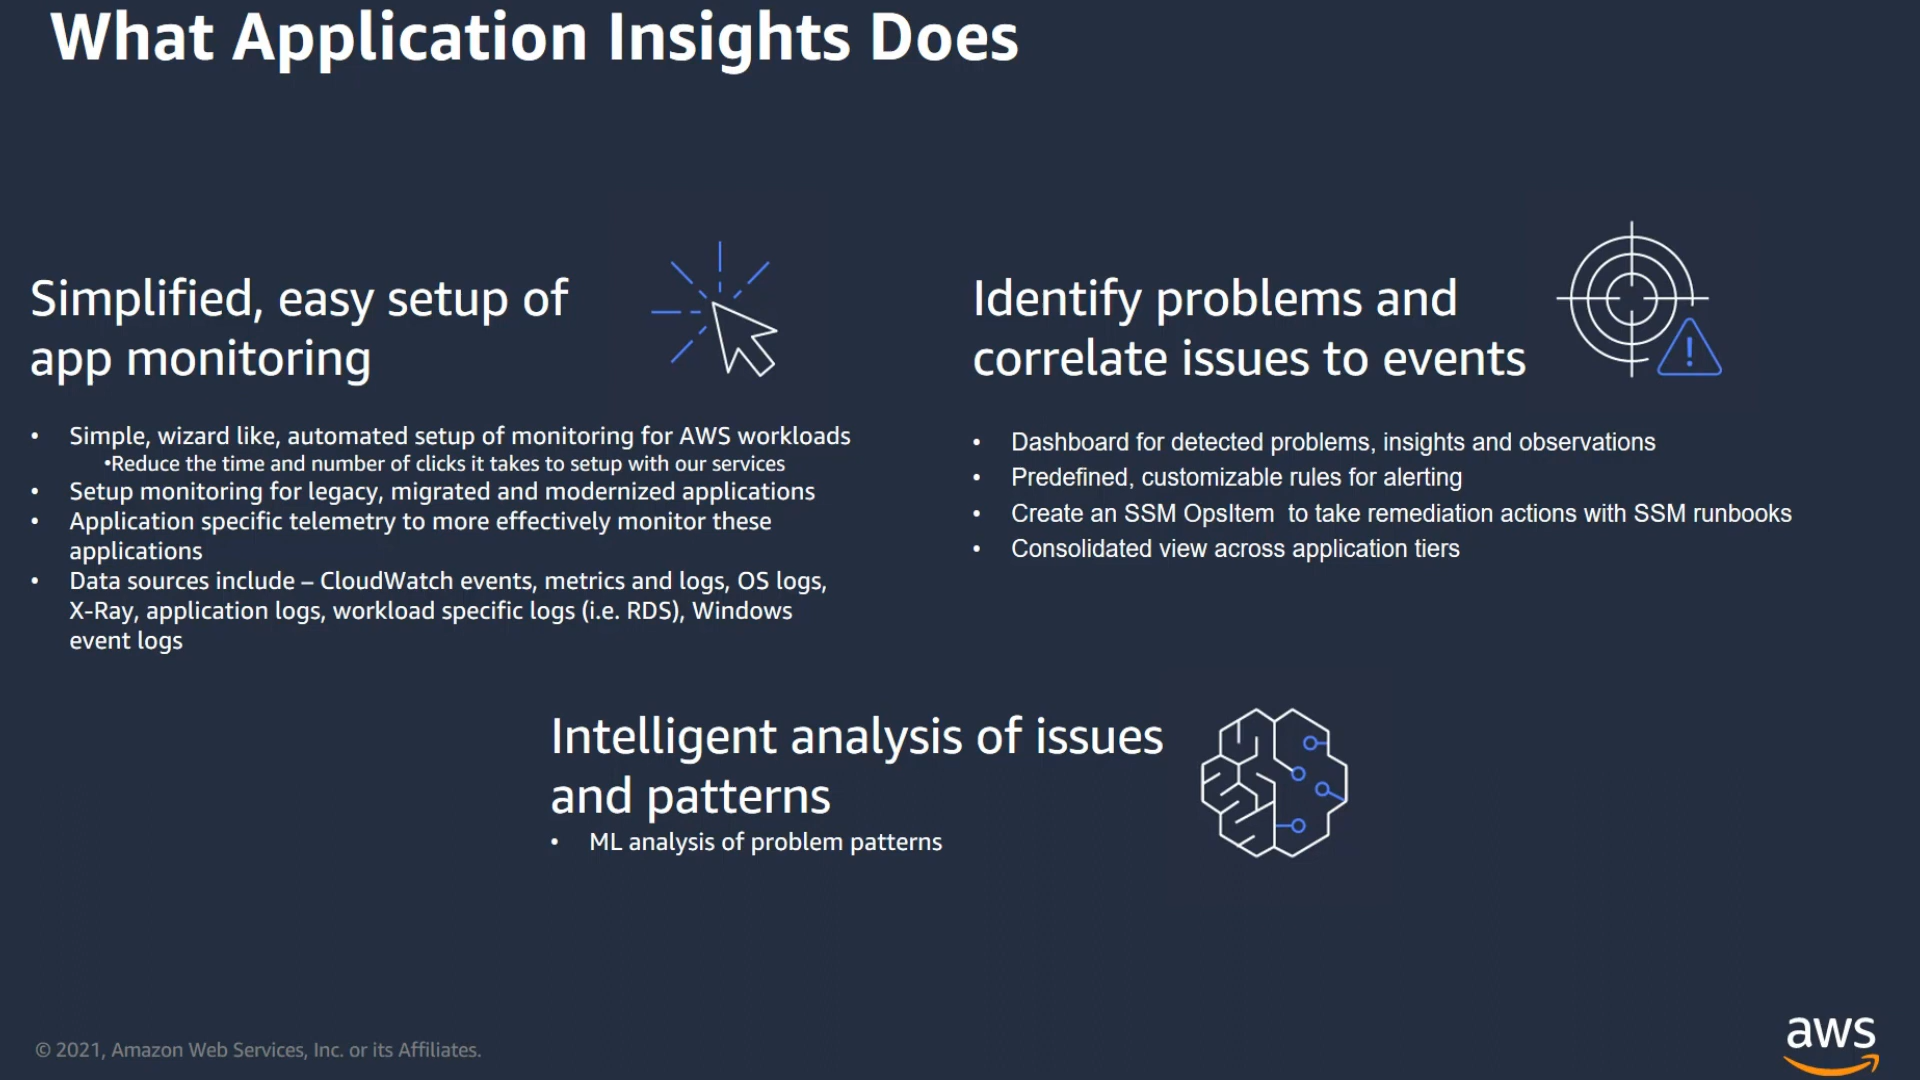 What Application Insights Does
Simplified, easy setup of
app monitoring
• Simple, wizard like, automated setup of monitoring for AWS workloads
•Reduce the time and number of clicks it takes to setup with our services
• Setup monitoring for legacy, migrated and modernized applications
• Application specific telemetry to more effectively monitor these
applications
• Data sources include – CloudWatch events, metrics and logs, OS logs,
X-Ray, application logs, workload specific logs (i.e. RDS), Windows
event logs
Identify problems and
correlate issues to events
• Dashboard for detected problems, insights and observations
• Predefined, customizable rules for alerting
• Create an SSM OpsItem  to take remediation actions with SSM runbooks
• Consolidated view across application tiers
Intelligent analysis of issues
and patterns
• ML analysis of problem patterns
© 2021, Amazon Web Services, Inc. or its Affiliates.
aws